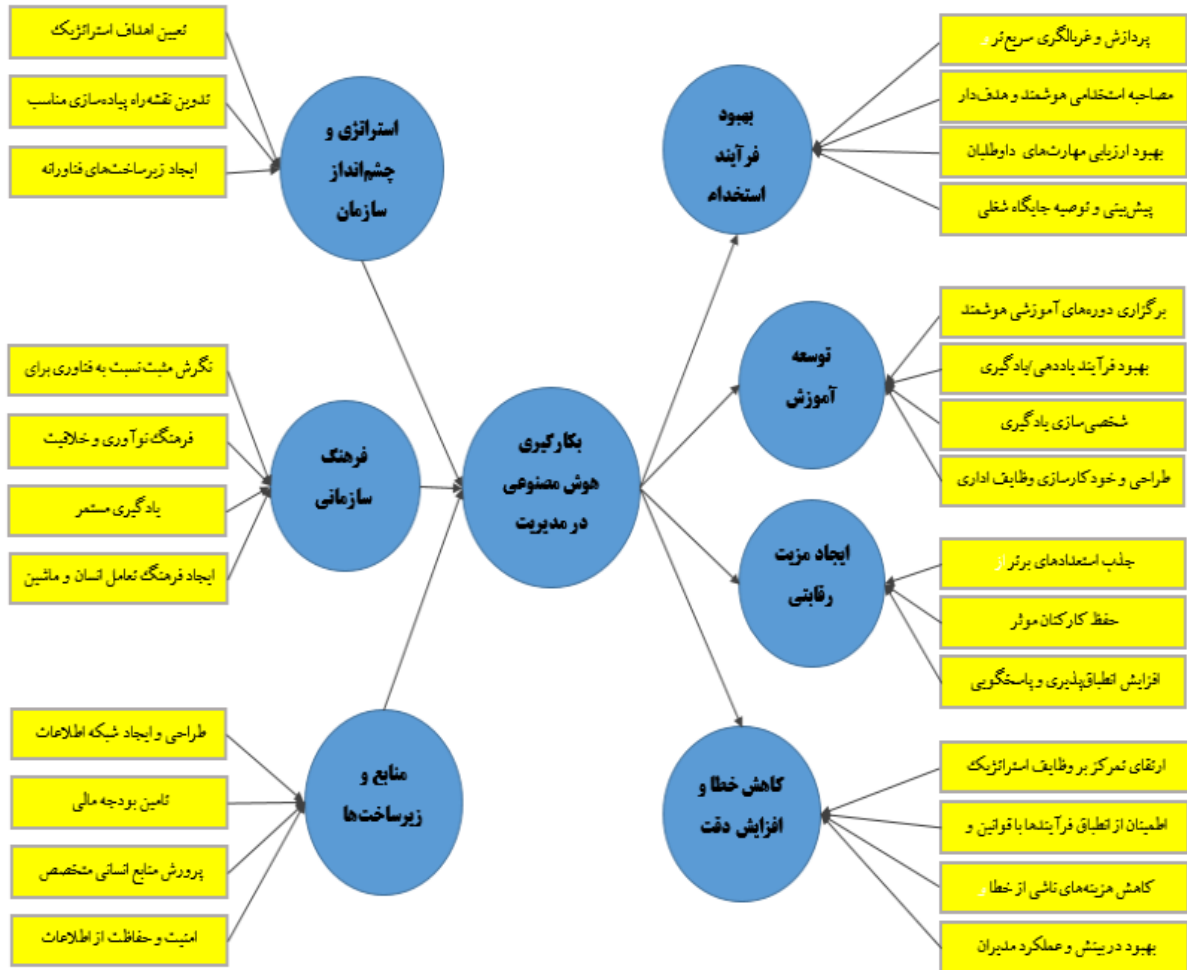 تعیین اهداف استراتژیک
تدوین نقشه‌راه پیاده‌سازی مناسب
ایجاد زیرساخت‌های فناورانه
استراتژی و
چشم‌انداز
سازمان
نگرش مثبت نسبت به فناوری برای
فرهنگ نوآوری و خلاقیت
یادگیری مستمر
ایجاد فرهنگ تعامل انسان و ماشین
فرهنگ
سازمانی
طراحی و ایجاد شبکه اطلاعات
تامین بودجه مالی
پرورش منابع انسانی متخصص
امنیت و حفاظت از اطلاعات
منابع و
زیرساخت‌ها
بکارگیری
هوش مصنوعی
در مدیریت
بهبود
فرآیند
استخدام
پردازش و غربالگری سریع‌تر و
مصاحبه استخدامی هوشمند و هدف‌دار
بهبود ارزیابی مهارت‌های داوطلبان
پیش‌بینی و توصیه جایگاه شغلی
توسعه
آموزش
برگزاری دوره‌های آموزشی هوشمند
بهبود فرآیند یاددهی/یادگیری
شخصی‌سازی یادگیری
طراحی و خودکارسازی وظایف اداری
ایجاد مزیت
رقابتی
جذب استعدادهای برتر از
حفظ کارکنان موثر
افزایش انطباق‌پذیری و پاسخگویی
کاهش خطا و
افزایش دقت
ارتقای تمرکز بر وظایف استراتژیک
اطمینان از انطباق فرآیندها با قوانین و
کاهش هزینه‌های ناشی از خطا و
بهبود در بینش و عملکرد مدیران